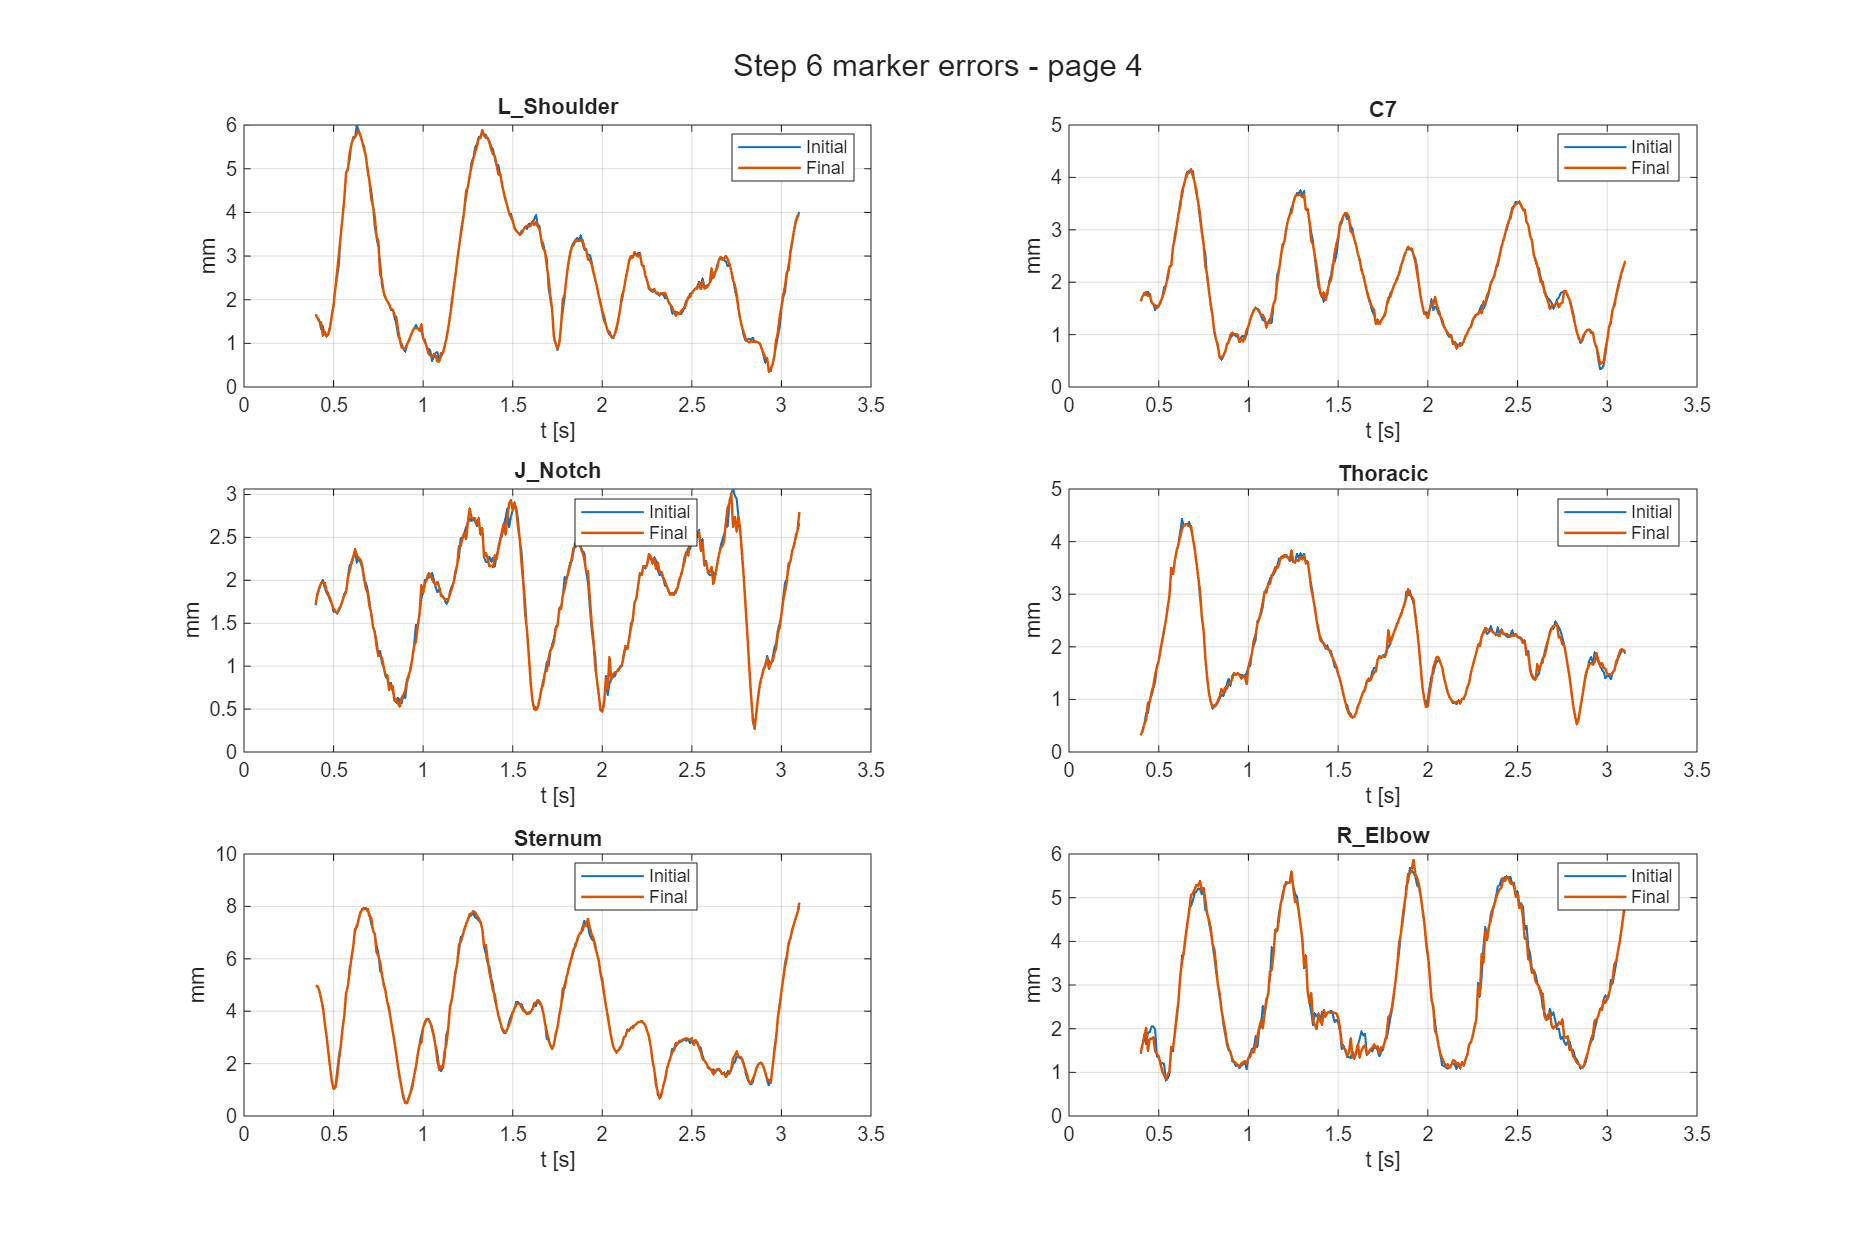 Step 6 marker errors - page 4
L_Shoulder
6
5
4
3
2
1
0
mm
0 0.5 1 1.5 2 2.5 3 3.5
t [s]
Initial
Final
C7
5
4
3
2
1
0
mm
0 0.5 1 1.5 2 2.5 3 3.5
t [s]
Initial
Final
J_Notch
3
2.5
2
1.5
1
0.5
0
mm
0 0.5 1 1.5 2 2.5 3 3.5
t [s]
Initial
Final
Thoracic
5
4
3
2
1
0
mm
0 0.5 1 1.5 2 2.5 3 3.5
t [s]
Initial
Final
Sternum
10
8
6
4
2
0
mm
0 0.5 1 1.5 2 2.5 3 3.5
t [s]
Initial
Final
R_Elbow
6
5
4
3
2
1
0
mm
0 0.5 1 1.5 2 2.5 3 3.5
t [s]
Initial
Final